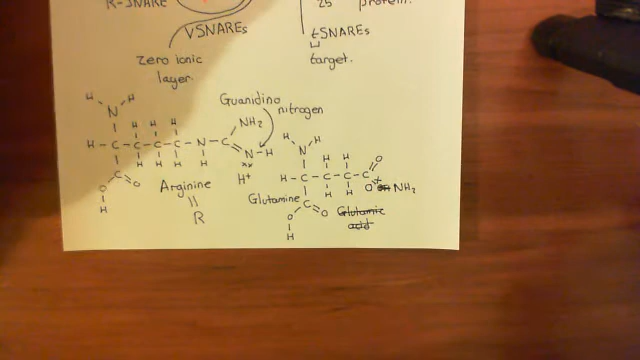 R-SNARE
25 protein.
VSNAREs
tSNAREs
Zero ionic
layer.
target.
Guanidino
nitrogen
H H
N
NH₂
H H H
H - C - C - C - C - N - C
H H H H
N - H
H⁺
C
O
O
H
Arginine
=
R
H H
N
H H
H - C - C - C - C
H H
O
O NH₂
Glutamine
C
O
O
H
Glutamic
acid